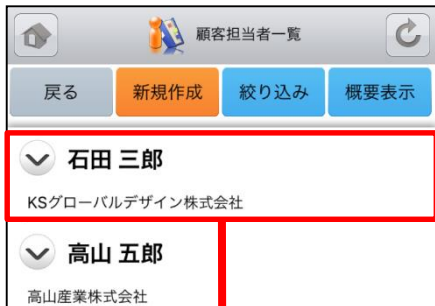 顧客担当者一覧
戻る 新規作成 絞り込み 概要表示
石田 三郎
KSグローバルデザイン株式会社
高山 五郎
高山産業株式会社